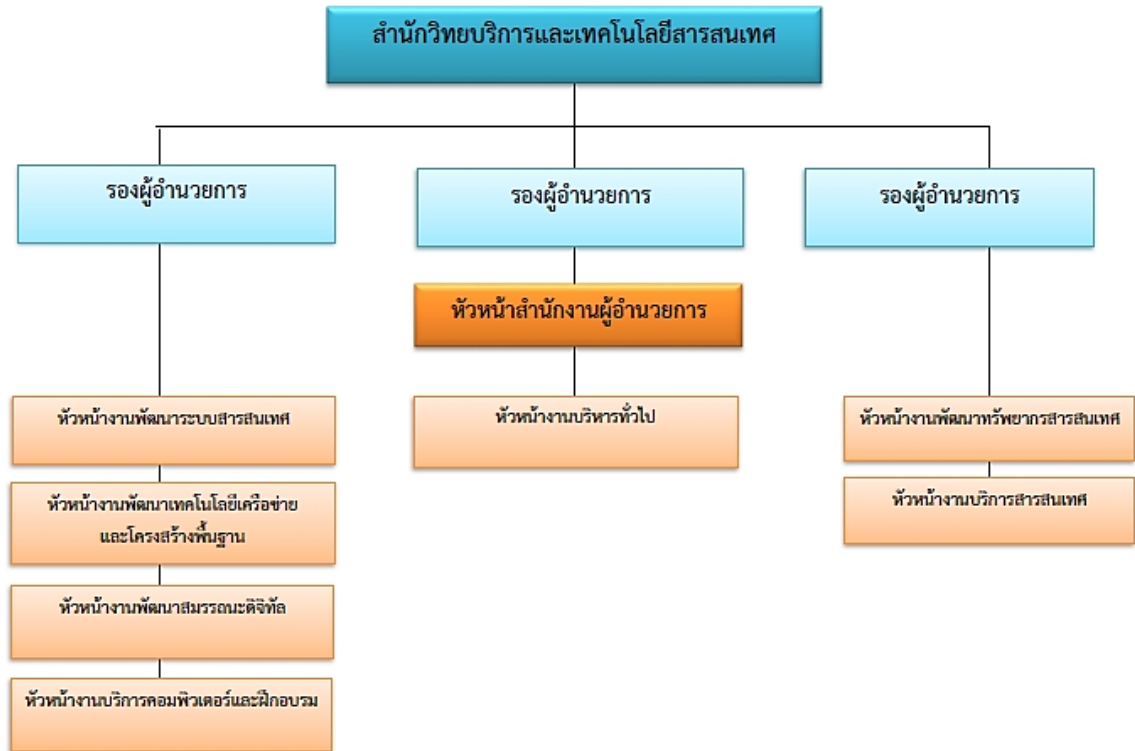 สำนักวิทยบริการและเทคโนโลยีสารสนเทศ
รองผู้อำนวยการ
รองผู้อำนวยการ
รองผู้อำนวยการ
หัวหน้าสำนักงานผู้อำนวยการ
หัวหน้างานพัฒนาระบบสารสนเทศ
หัวหน้างานบริหารทั่วไป
หัวหน้างานพัฒนาทรัพยากรสารสนเทศ
หัวหน้างานพัฒนาเทคโนโลยีเครือข่าย
และโครงสร้างพื้นฐาน
หัวหน้างานบริการสารสนเทศ
หัวหน้างานพัฒนาสมรรถนะดิจิทัล
หัวหน้างานบริการคอมพิวเตอร์และฝึกอบรม